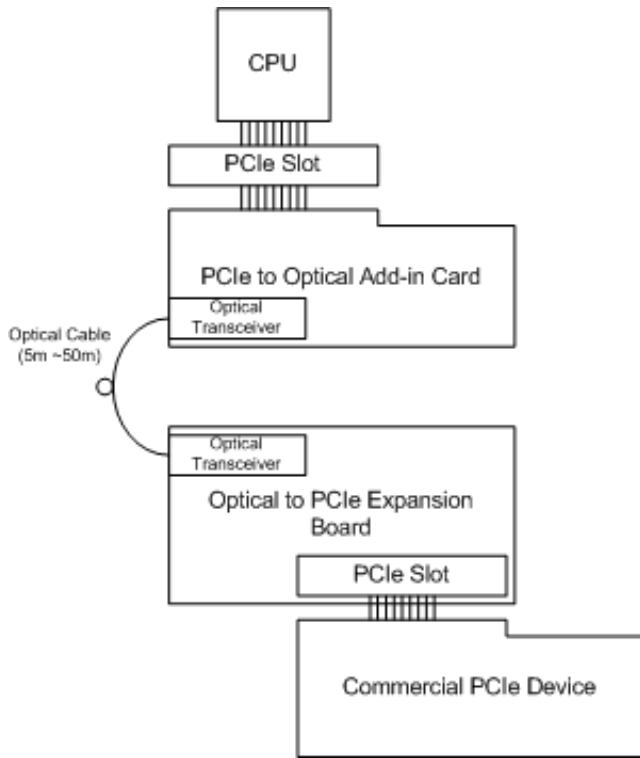 CPU
PCIe Slot
PCIe to Optical Add-in Card
Optical
Transceiver
Optical Cable
(5m ~50m)
Optical
Transceiver
Optical to PCIe Expansion
Board
PCIe Slot
Commercial PCIe Device